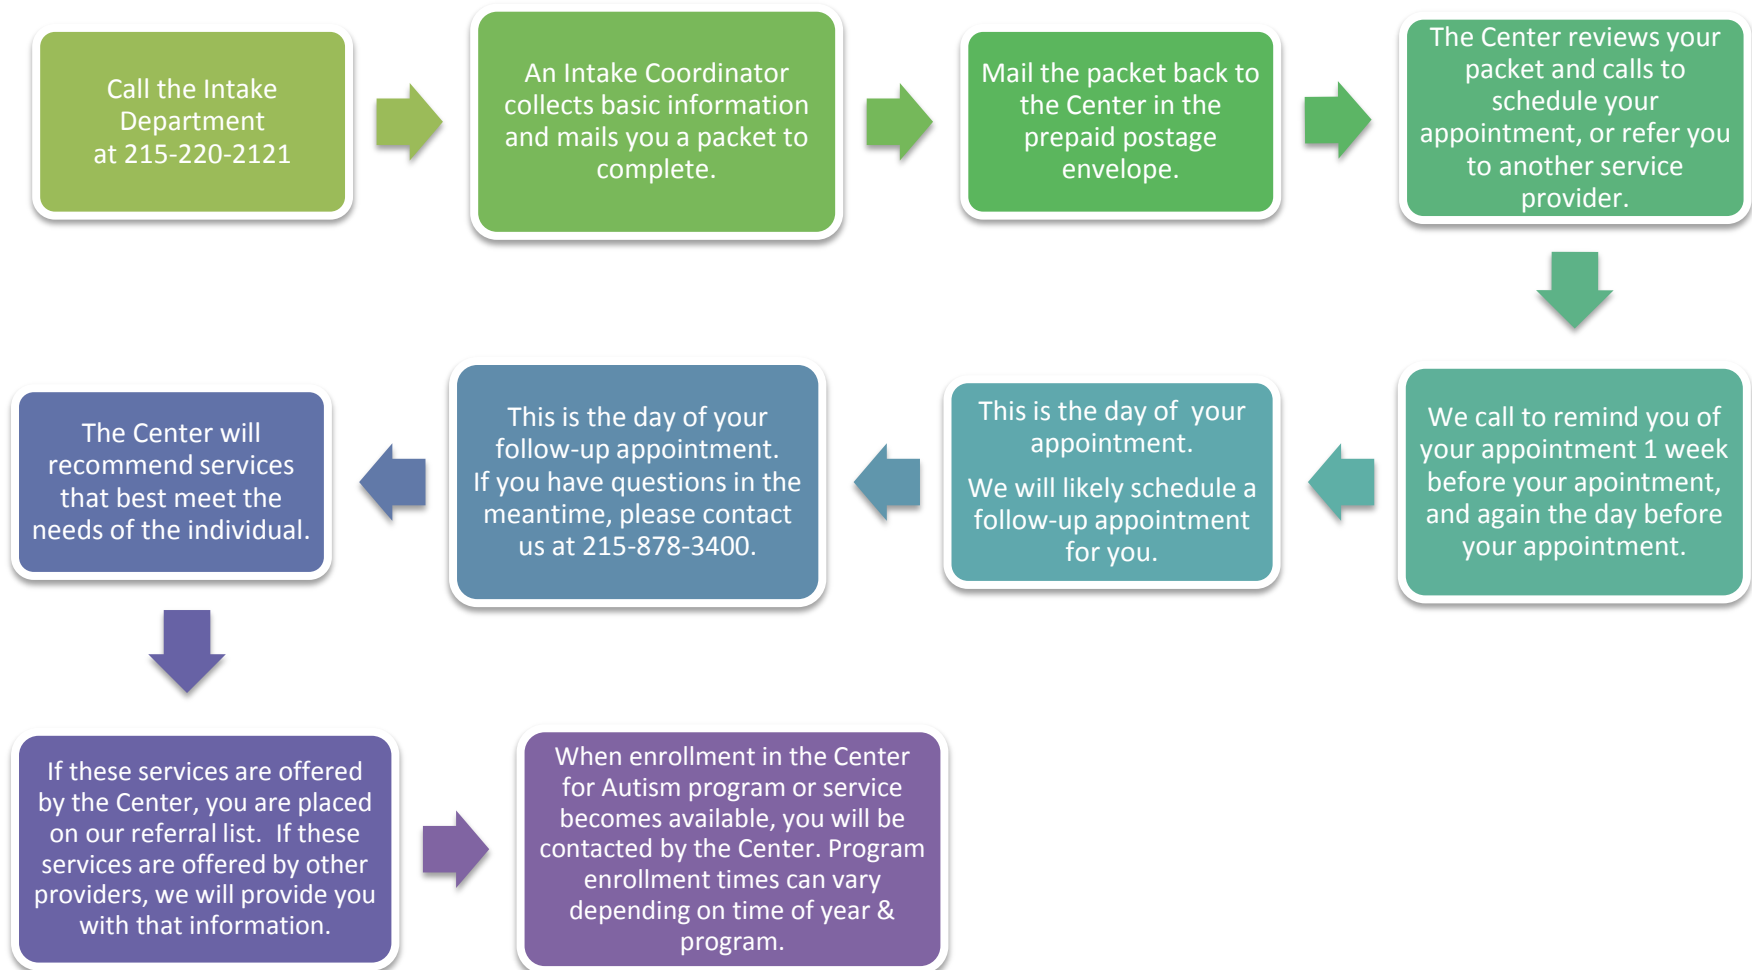 Call the Intake
Department
at 215-220-2121
An Intake Coordinator
collects basic information
and mails you a packet to
complete.
Mail the packet back to
the Center in the
prepaid postage
envelope.
The Center reviews your
packet and calls to
schedule your
appointment, or refer you
to another service
provider.
We call to remind you of
your appointment 1 week
before your apointment,
and again the day before
your appointment.
This is the day of your
appointment.
We will likely schedule a
follow-up appointment
for you.
This is the day of your
follow-up appointment.
If you have questions in the
meantime, please contact
us at 215-878-3400.
The Center will
recommend services
that best meet the
needs of the individual.
If these services are offered
by the Center, you are placed
on our referral list. If these
services are offered by other
providers, we will provide you
with that information.
When enrollment in the Center
for Autism program or service
becomes available, you will be
contacted by the Center. Program
enrollment times can vary
depending on time of year &
program.